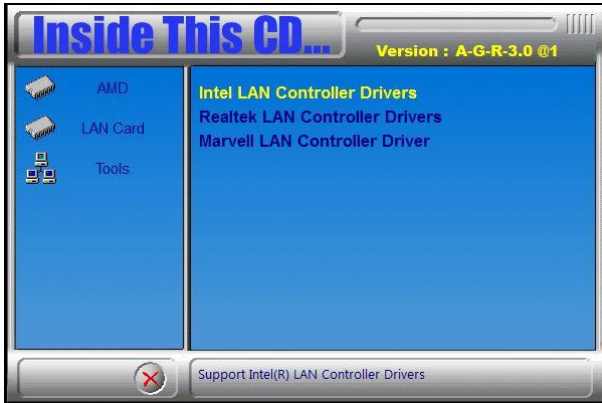 Inside This CD...
Version : A-G-R-3.0 @1
AMD
LAN Card
Tools
Intel LAN Controller Drivers
Realtek LAN Controller Drivers
Marvell LAN Controller Driver
Support Intel(R) LAN Controller Drivers